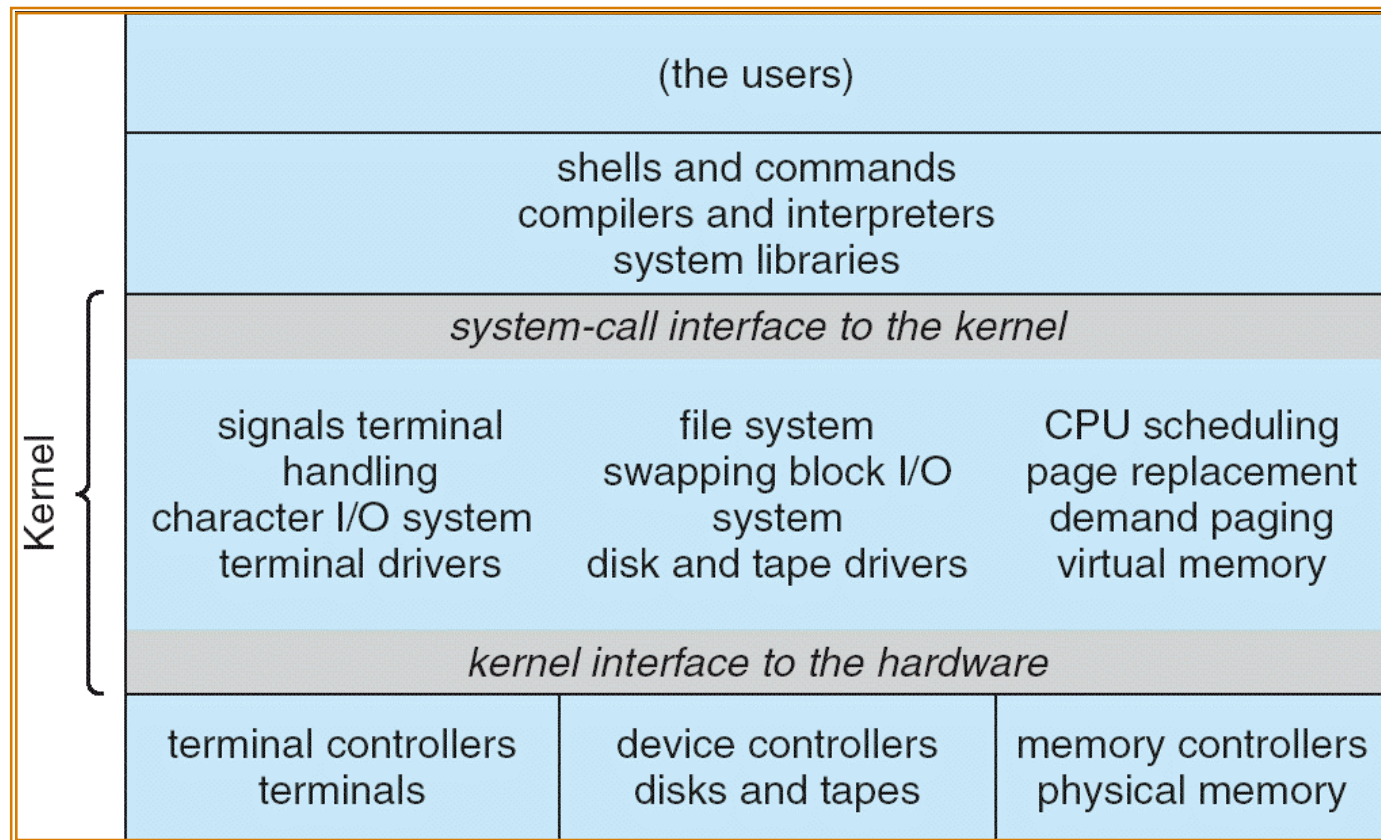 (the users)
shells and commands
compilers and interpreters
system libraries
system-call interface to the kernel
Kernel
signals terminal
handling
character I/O system
terminal drivers
file system
swapping block I/O
system
disk and tape drivers
CPU scheduling
page replacement
demand paging
virtual memory
kernel interface to the hardware
terminal controllers
terminals
device controllers
disks and tapes
memory controllers
physical memory